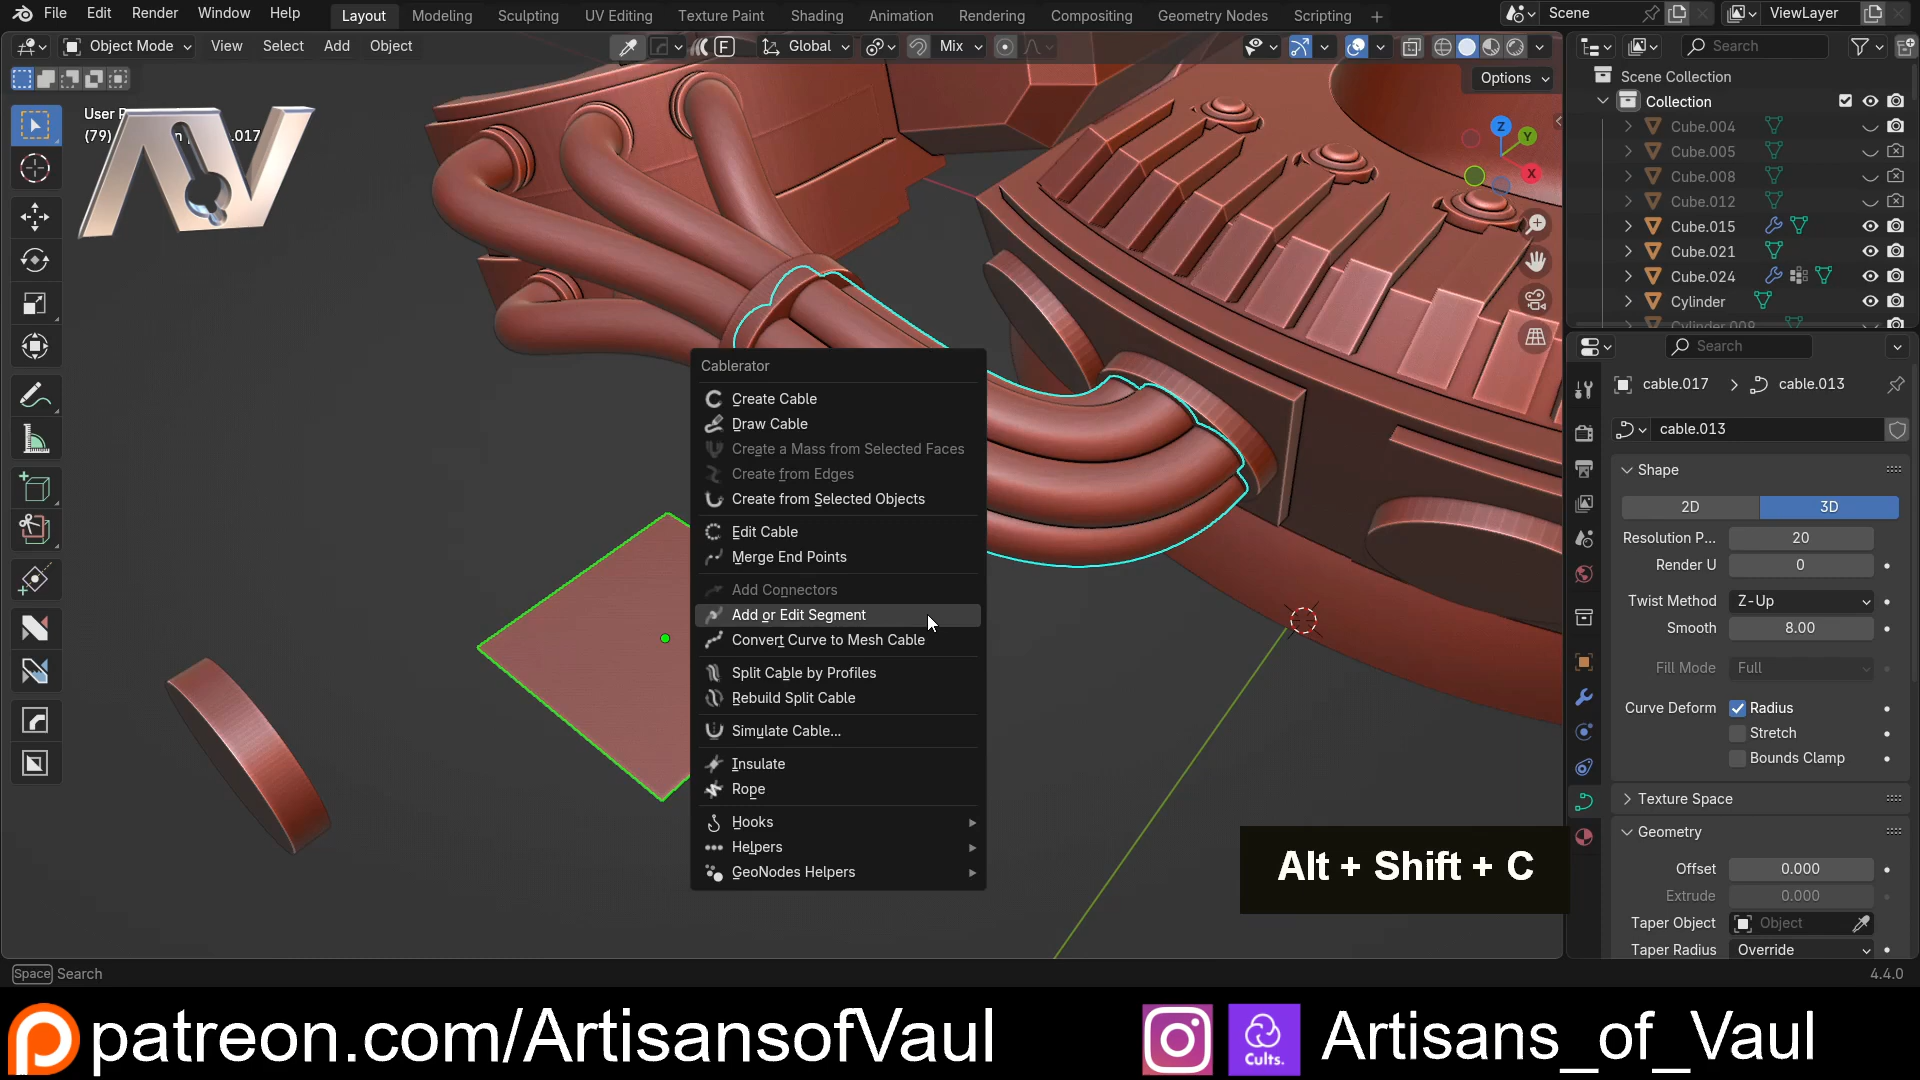 File Edit Render Window Help Layout Modeling Sculpting UV Editing Texture Paint Shading Animation Rendering Compositing Geometry Nodes Scripting + Scene ViewLayer
Object Mode View Select Add Object F Global Mix Search
Options
User
(79) .017
AV
Z Y X
Scene Collection
Collection
Cube.004
Cube.005
Cube.008
Cube.012
Cube.015
Cube.021
Cube.024
Cylinder
Cylinder.009
Search
cable.017 > cable.013
cable.013
Shape
2D 3D
Resolution P... 20
Render U 0
Twist Method Z-Up
Smooth 8.00
Fill Mode Full
Curve Deform Radius
Stretch
Bounds Clamp
Texture Space
Geometry
Offset 0.000
Extrude 0.000
Taper Object Object
Taper Radius Override
Cablerator
Create Cable
Draw Cable
Create a Mass from Selected Faces
Create from Edges
Create from Selected Objects
Edit Cable
Merge End Points
Add Connectors
Add or Edit Segment
Convert Curve to Mesh Cable
Split Cable by Profiles
Rebuild Split Cable
Simulate Cable...
Insulate
Rope
Hooks
Helpers
GeoNodes Helpers
Alt + Shift + C
Space Search
4.4.0
patreon.com/ArtisansofVaul
Cults.
Artisans_of_Vaul